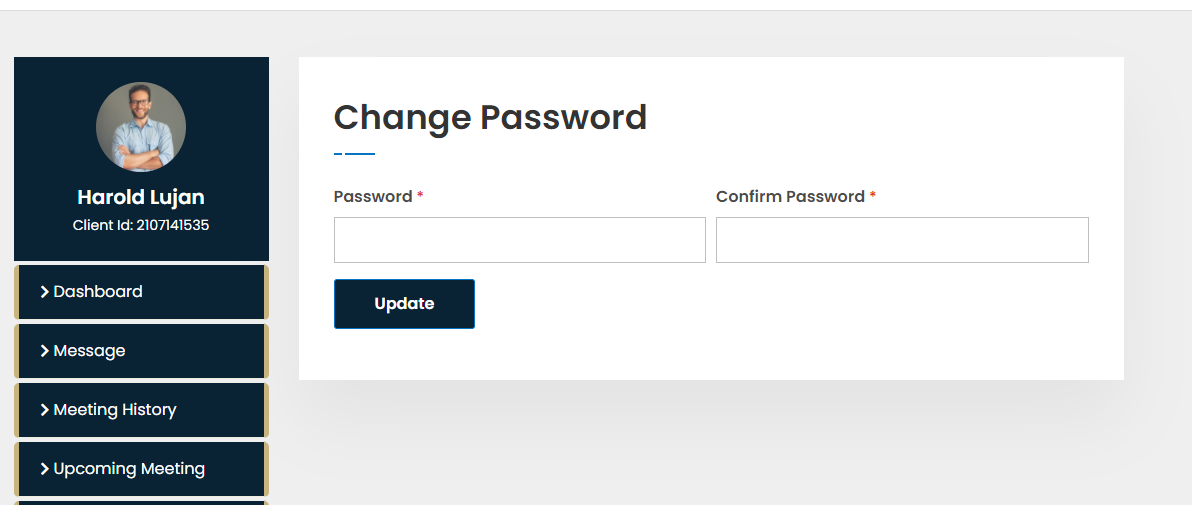 Harold Lujan
Client Id: 2107141535
Dashboard
Message
Meeting History
Upcoming Meeting
Change Password
Password * Confirm Password *
Update